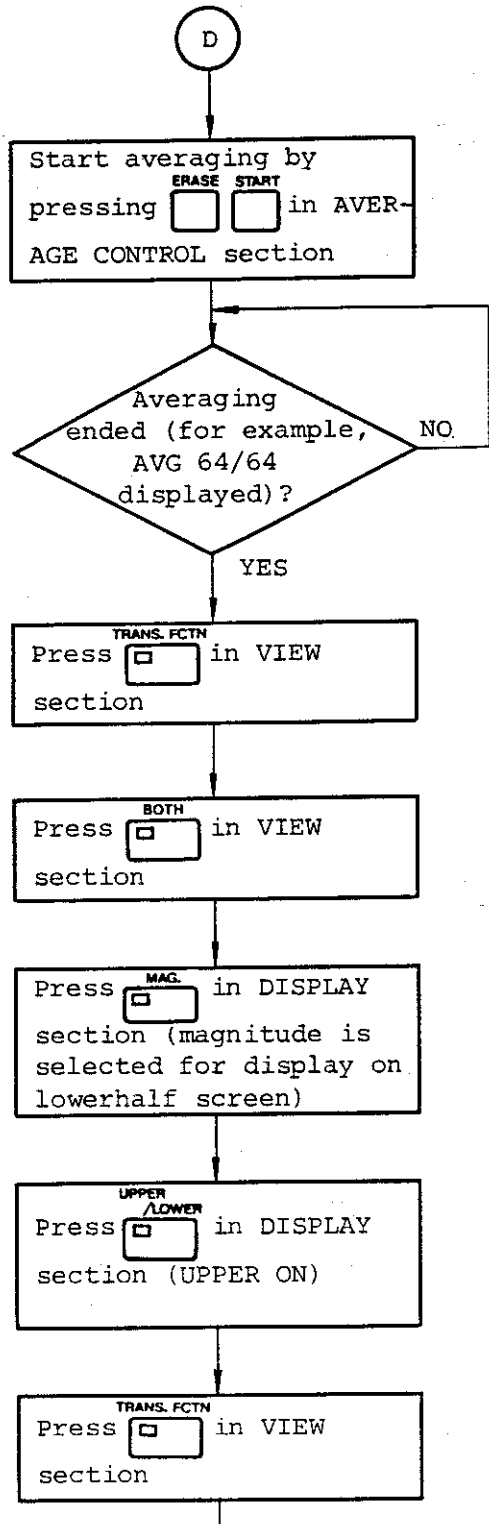 D
Start averaging by
ERASE START
pressing in AVER-
AGE CONTROL section
Averaging
ended (for example,
AVG 64/64
displayed)?
NO
YES
TRANS. FCTN
Press in VIEW
section
BOTH
Press in VIEW
section
MAG.
Press in DISPLAY
section (magnitude is
selected for display on
lowerhalf screen)
UPPER
/LOWER
Press in DISPLAY
section (UPPER ON)
TRANS. FCTN
Press in VIEW
section